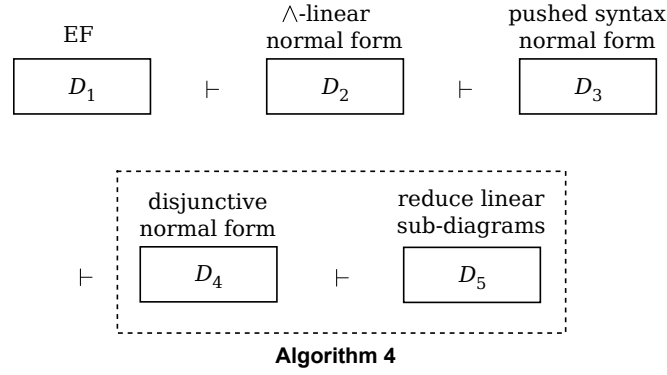 EF
∧-linear
normal form
pushed syntax
normal form
D₁ ⊢ D₂ ⊢ D₃
disjunctive
normal form
reduce linear
sub-diagrams
⊢ D₄ ⊢ D₅
Algorithm 4